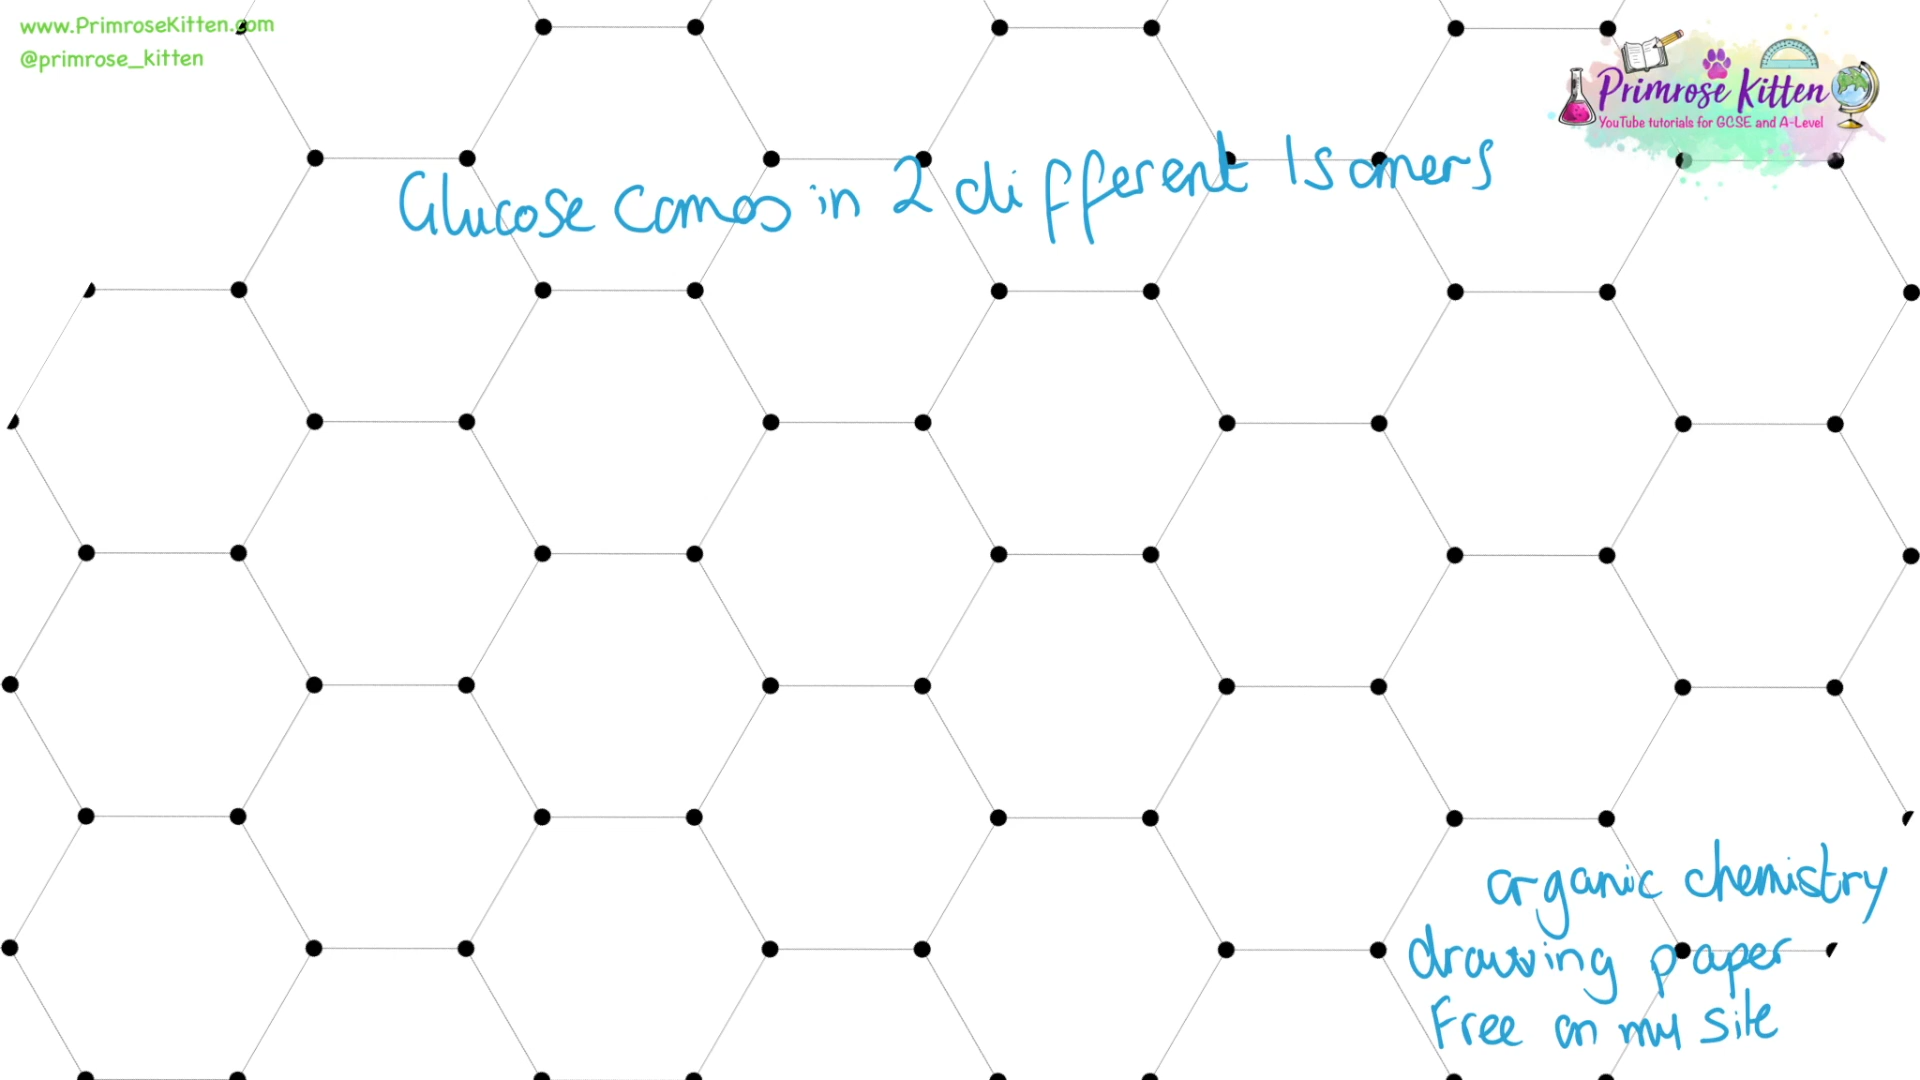 www.PrimroseKitten.com
@primrose_kitten
Primrose Kitten
YouTube tutorials for GCSE and A-Level
Glucose comes in 2 different Isomers
organic chemistry
drawing paper
Free on my site